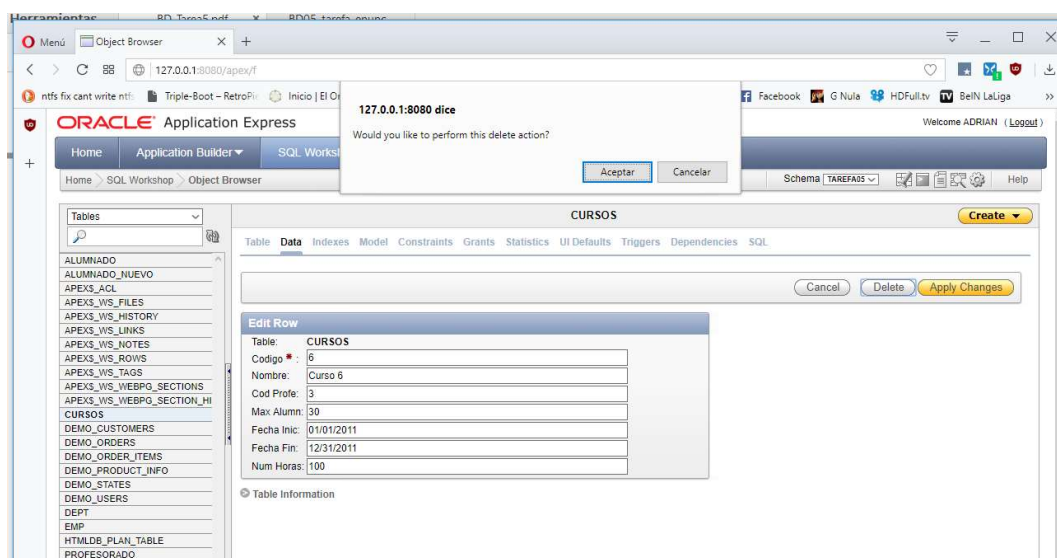 Herramientas BD_Tarea5.pdf x BD05_tarefa_enunc
Menú Object Browser × +
127.0.0.1:8080/apex/f
ntfs fix cant write ntf Triple-Boot – RetroPi Inicio | El Or Facebook G Nula HDFull.tv BeIN LaLiga »
127.0.0.1:8080 dice
Would you like to perform this delete action?
Aceptar Cancelar
ORACLE Application Express Welcome ADRIAN ( Logout )
Home Application Builder SQL Works
Home SQL Workshop Object Browser Schema TAREFA05 Help
Tables CURSOS Create
Table Data Indexes Model Constraints Grants Statistics UI Defaults Triggers Dependencies SQL
Cancel Delete Apply Changes
ALUMNADO
ALUMNADO_NUEVO
APEX$_ACL
APEX$_WS_FILES
APEX$_WS_HISTORY
APEX$_WS_LINKS
APEX$_WS_NOTES
APEX$_WS_ROWS
APEX$_WS_TAGS
APEX$_WS_WEBPG_SECTIONS
APEX$_WS_WEBPG_SECTION_HI
CURSOS
DEMO_CUSTOMERS
DEMO_ORDERS
DEMO_ORDER_ITEMS
DEMO_PRODUCT_INFO
DEMO_STATES
DEMO_USERS
DEPT
EMP
HTMLDB_PLAN_TABLE
PROFESORADO
Edit Row
Table: CURSOS
Codigo * : 6
Nombre: Curso 6
Cod Profe: 3
Max Alumn: 30
Fecha Inic: 01/01/2011
Fecha Fin: 12/31/2011
Num Horas: 100
Table Information